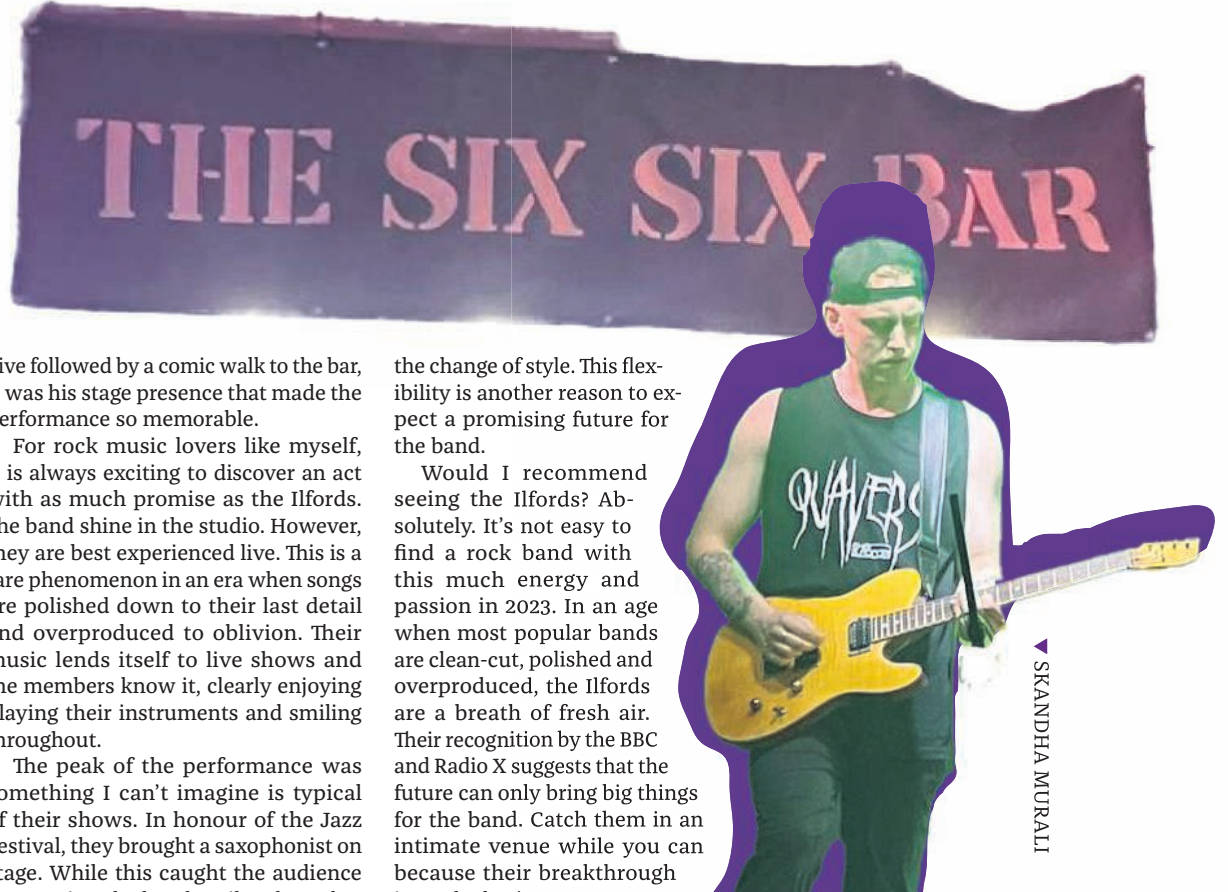 THE SIX SIX BAR
ive followed by a comic walk to the bar,
was his stage presence that made the
erformance so memorable.
For rock music lovers like myself,
is always exciting to discover an act
with as much promise as the Ilfords.
he band shine in the studio. However,
hey are best experienced live. This is a
are phenomenon in an era when songs
re polished down to their last detail
nd overproduced to oblivion. Their
music lends itself to live shows and
he members know it, clearly enjoying
laying their instruments and smiling
hroughout.
The peak of the performance was
omething I can't imagine is typical
f their shows. In honour of the Jazz
estival, they brought a saxophonist on
tage. While this caught the audience
the change of style. This flex-
ibility is another reason to ex-
pect a promising future for
the band.
Would I recommend
seeing the Ilfords? Ab-
solutely. It's not easy to
find a rock band with
this much energy and
passion in 2023. In an age
when most popular bands
are clean-cut, polished and
overproduced, the Ilfords
are a breath of fresh air.
Their recognition by the BBC
and Radio X suggests that the
future can only bring big things
for the band. Catch them in an
intimate venue while you can
because their breakthrough
QUAVERS
SKANDHA MURALI